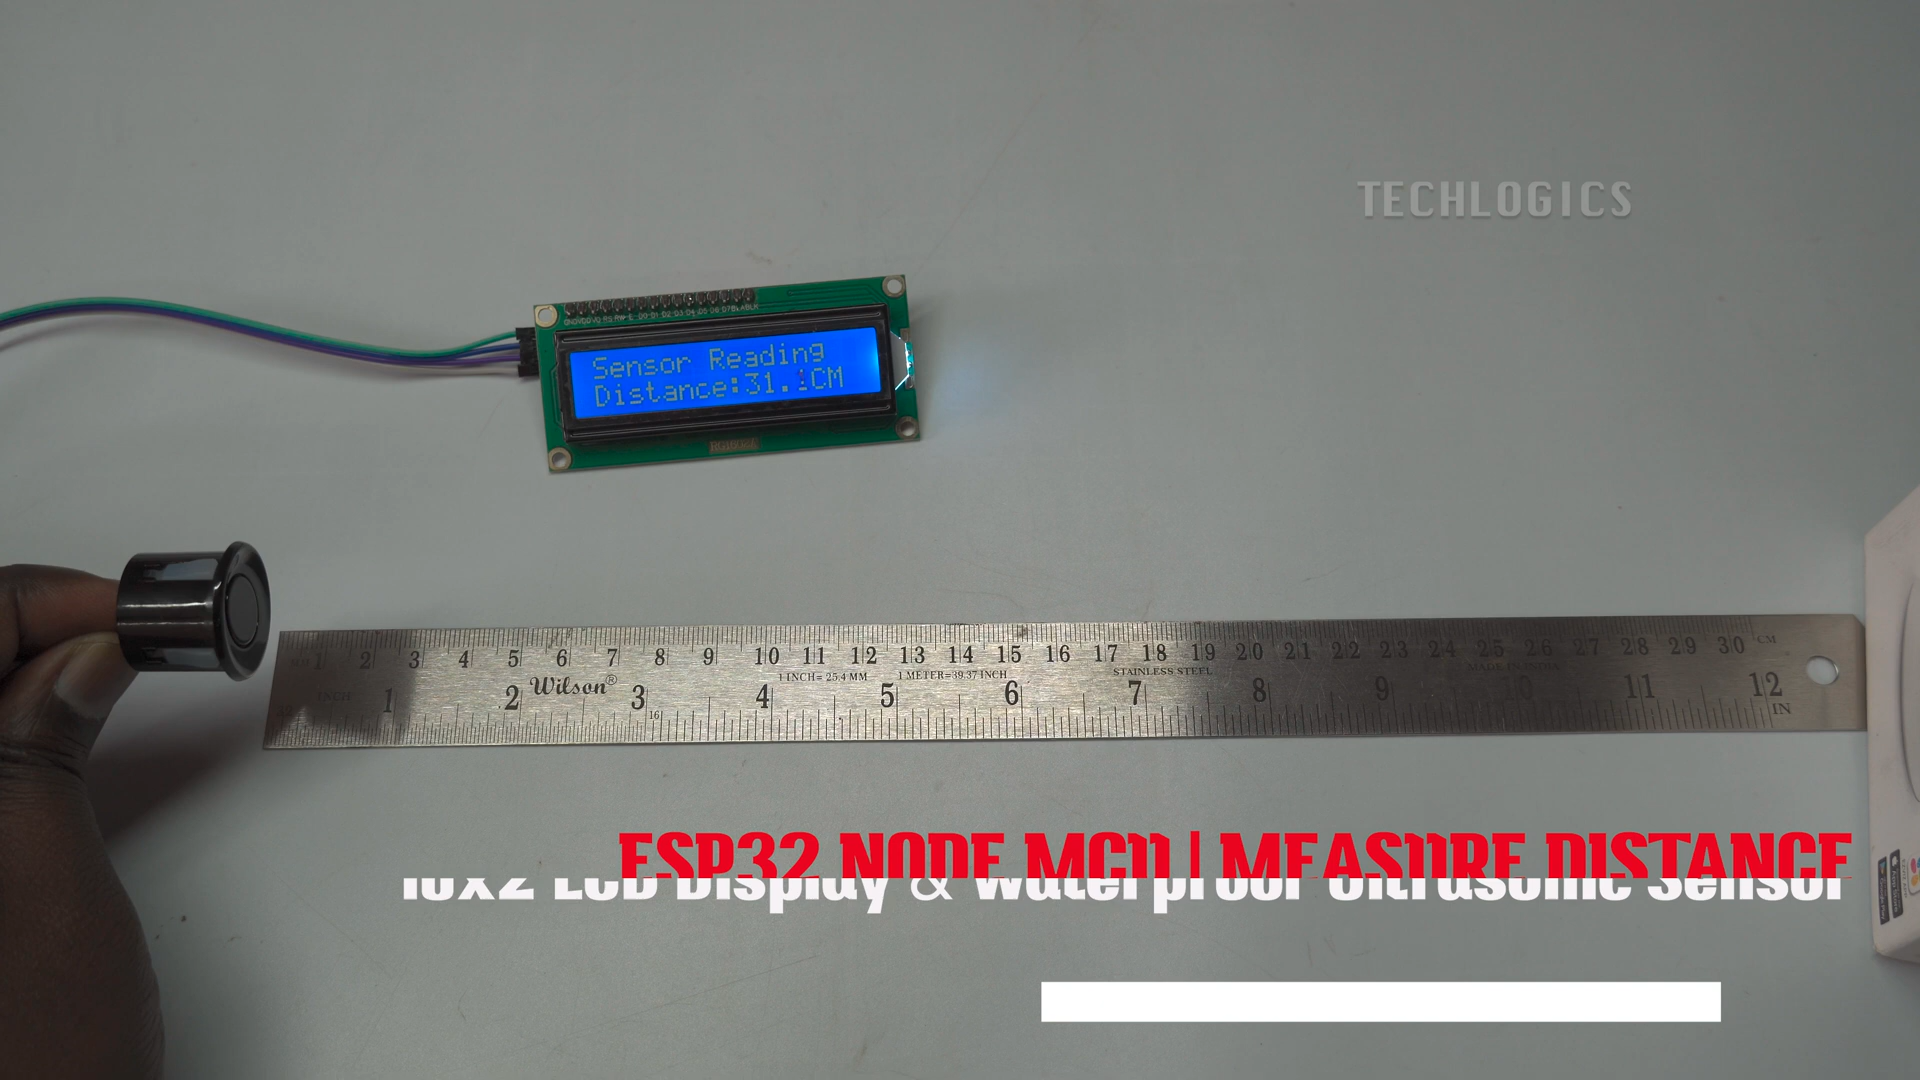 TECHLOGICS
Sensor Reading
Distance:31.1CM
1 2 3 4 5 6 7 8 9 10 11 12 13 14 15 16 17 18 19 20 21 22 23 24 25 26 27 28 29 30 CM
1 INCH= 25.4 MM 1 METER=39.37 INCH STAINLESS STEEL MADE IN INDIA
INCH 1 2 Wilson® 3 4 5 6 7 8 9 10 11 12
16 IN
ESP32 NODE MCU | MEASURE DISTANCE
16X2 LCD Display & Waterproof Ultrasonic Sensor